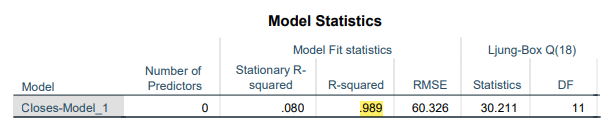 Model Statistics
Model Fit statistics Ljung-Box Q(18)
Model Number of Predictors Stationary R-squared R-squared RMSE Statistics DF
Closes-Model_1 0 .080 .989 60.326 30.211 11